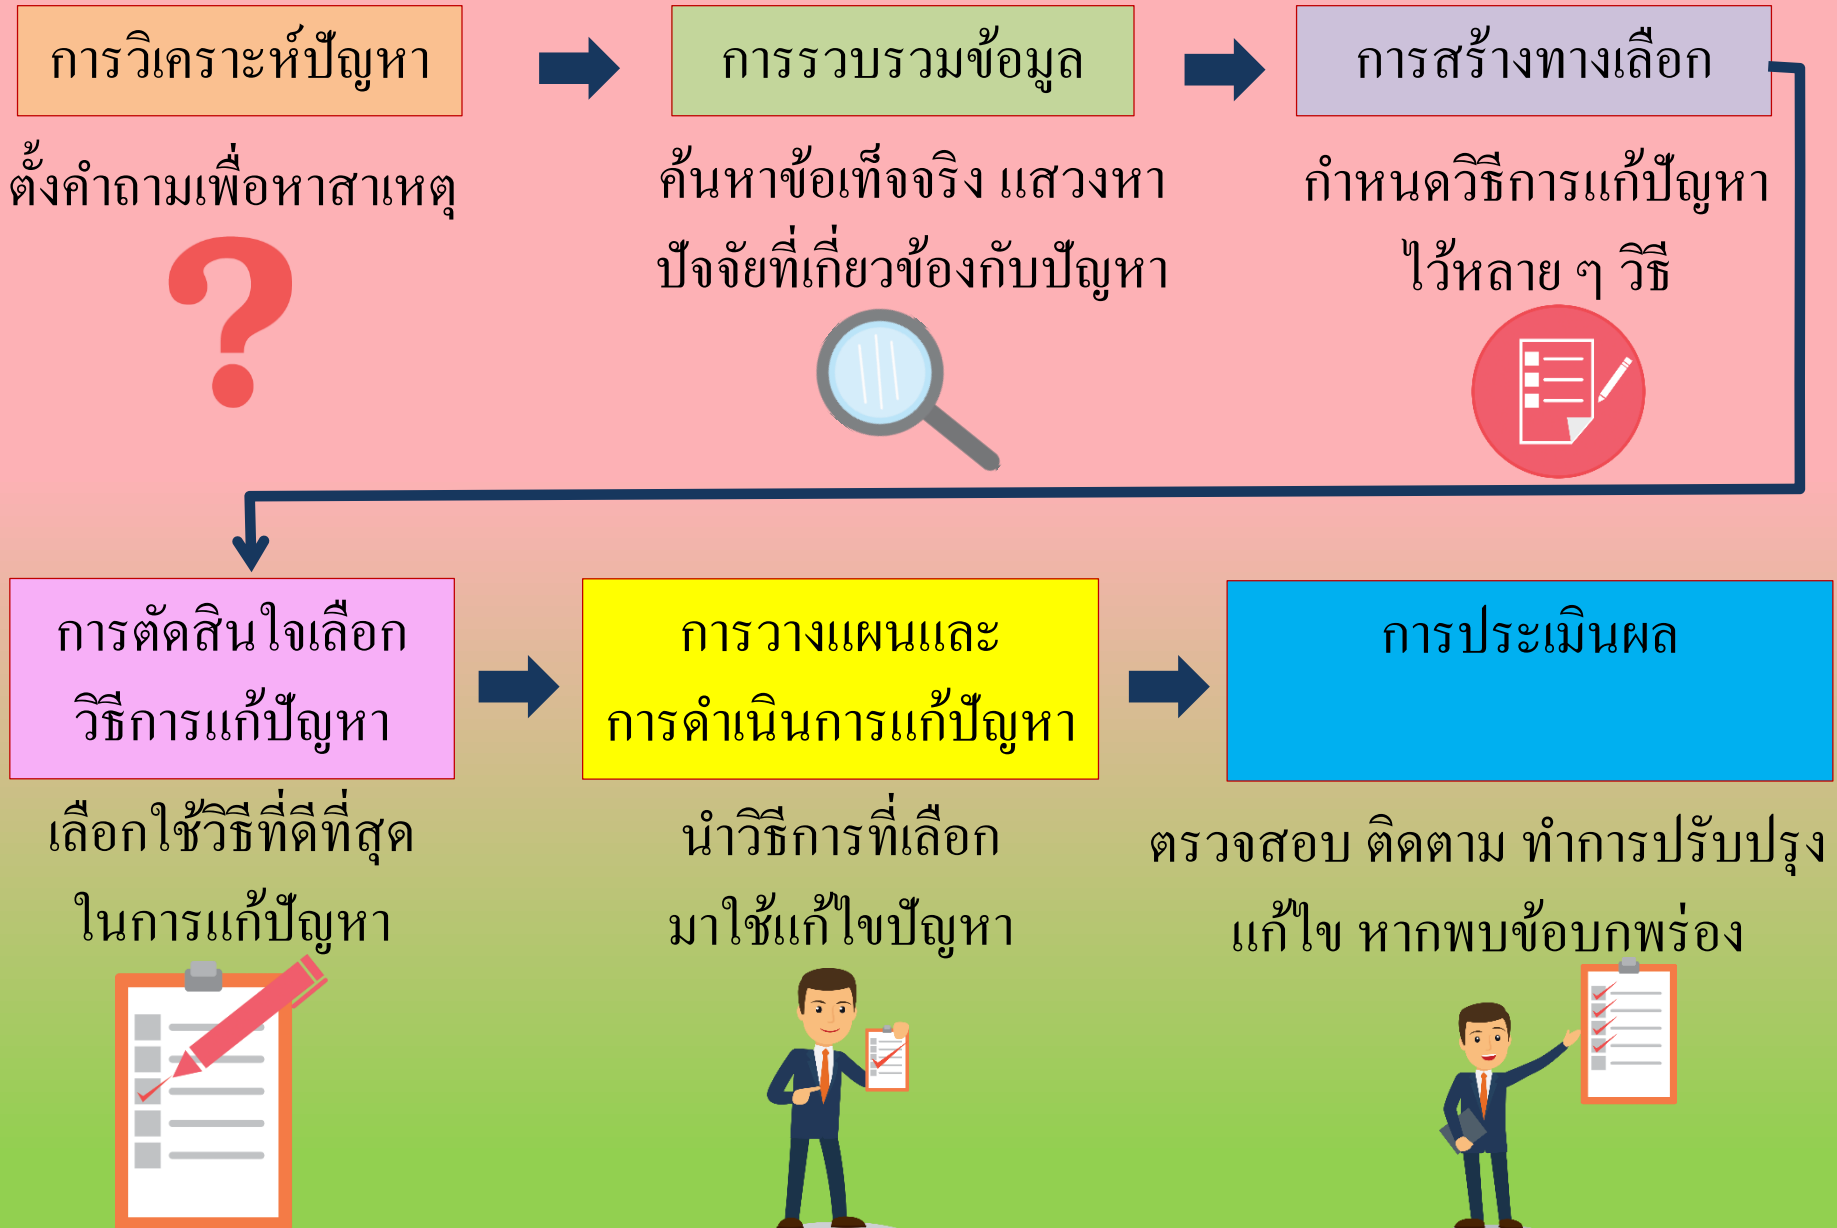 การวิเคราะห์ปัญหา
ตั้งคำถามเพื่อหาสาเหตุ
?
การรวบรวมข้อมูล
ค้นหาข้อเท็จจริง แสวงหา
ปัจจัยที่เกี่ยวข้องกับปัญหา
การสร้างทางเลือก
กำหนดวิธีการแก้ปัญหา
ไว้หลาย ๆ วิธี
การตัดสินใจเลือก
วิธีการแก้ปัญหา
เลือกใช้วิธีที่ดีที่สุด
ในการแก้ปัญหา
การวางแผนและ
การดำเนินการแก้ปัญหา
นำวิธีการที่เลือก
มาใช้แก้ไขปัญหา
การประเมินผล
ตรวจสอบ ติดตาม ทำการปรับปรุง
แก้ไข หากพบข้อบกพร่อง